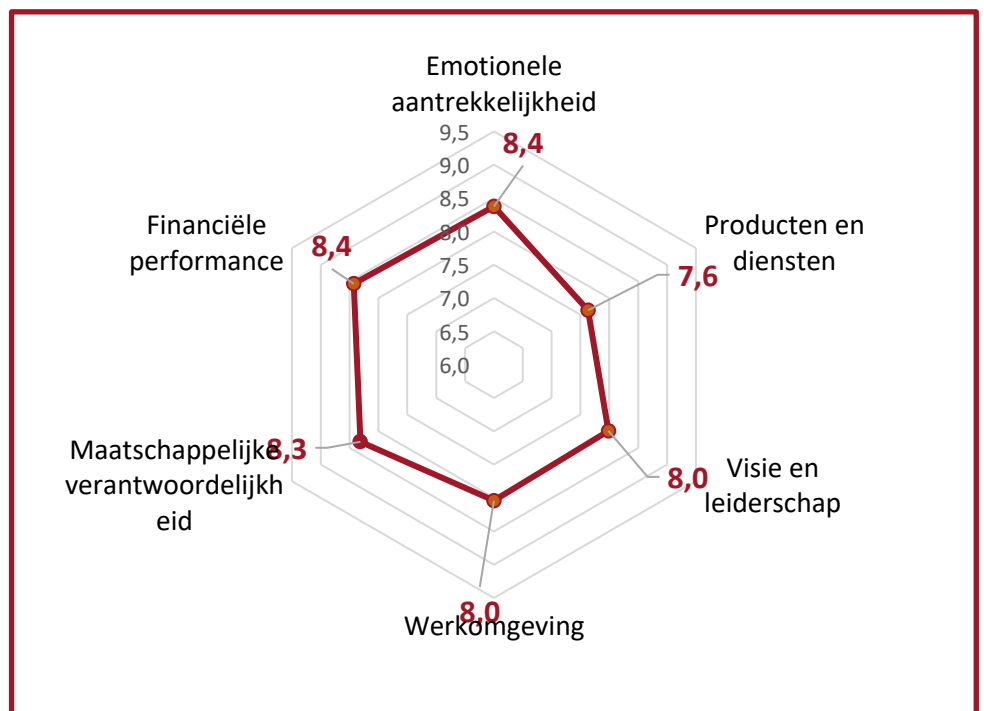 Emotionele
aantrekkelijkheid
9,5
8,4
9,0
8,5
8,0
7,5
7,0
6,5
6,0
Financiële
performance
8,4
Producten en
diensten
7,6
Maatschappelijke
verantwoordelijkh
eid
8,3
Visie en
leiderschap
8,0
8,0
Werkomgeving